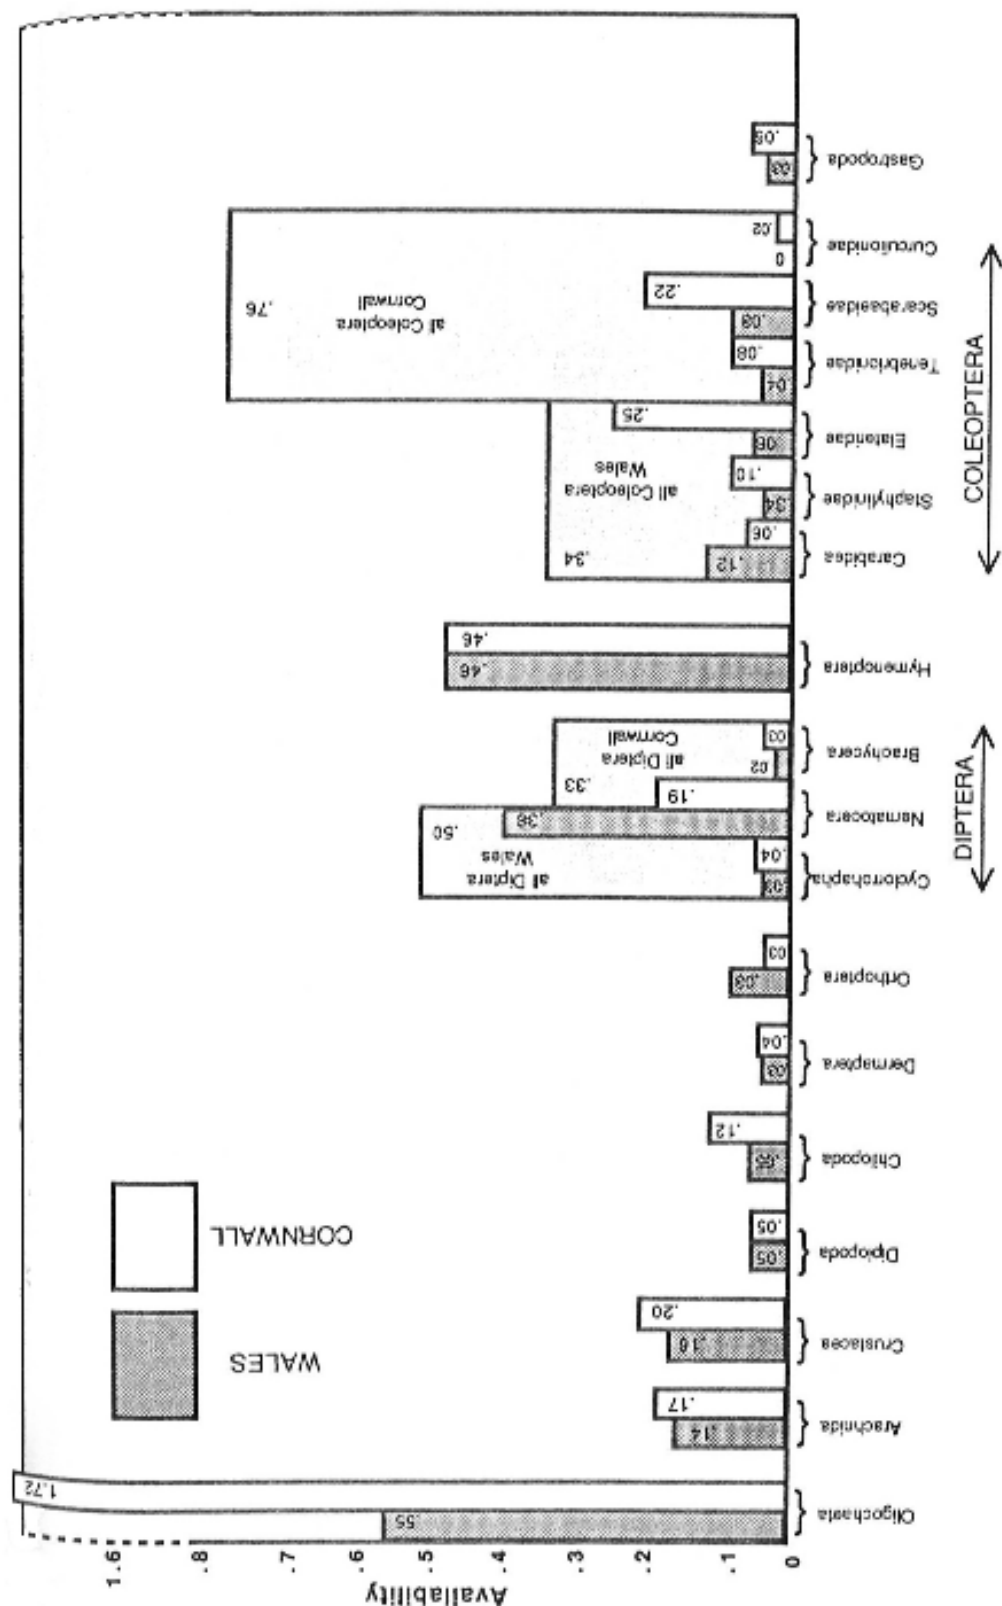 Availability
0 .1 .2 .3 .4 .5 .7 .8 1.6
Oligochaeta
.55
1.72
Arachnida
.14
.17
WALES
Crustacea
.16
.20
CORNWALL
Diplopoda
.05
.05
Chilopoda
.05
.12
Dermaptera
.03
.04
Orthoptera
.08
.03
DIPTERA
Cyclorrhapha
.03
.04
all Diptera
Wales
.50
Nematocera
.38
.19
.33
Brachycera
.02
.03
all Diptera
Cornwall
Hymenoptera
.46
.46
COLEOPTERA
Carabidea
.12
.06
.34
Staphylinidae
.04
.10
all Coleoptera
Wales
Elateridae
.06
.25
Tenebrionidae
.04
.08
Scarabaeidae
.22
all Coleoptera
Cornwall
.76
Curculionidae
0
.02
Gastropoda
.03
.05